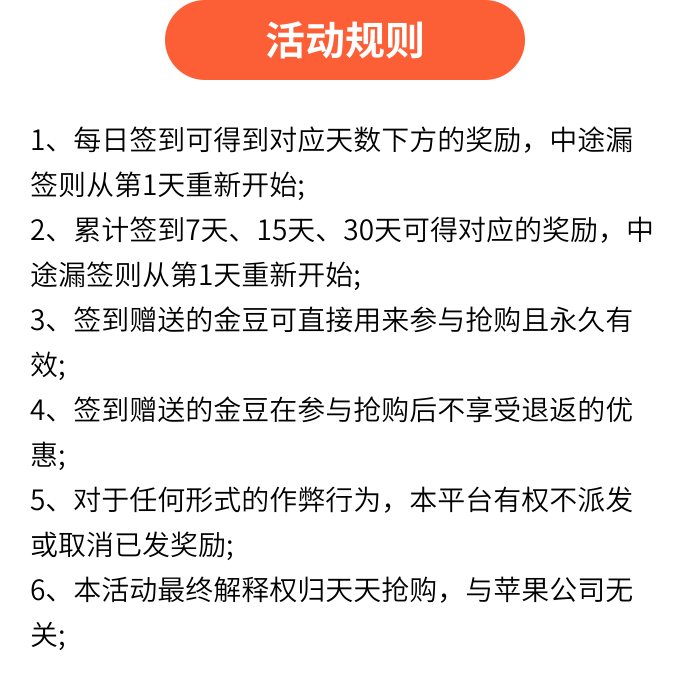 活动规则
1、每日签到可得到对应天数下方的奖励，中途漏
签则从第1天重新开始;
2、累计签到7天、15天、30天可得对应的奖励，中
途漏签则从第1天重新开始;
3、签到赠送的金豆可直接用来参与抢购且永久有
效;
4、签到赠送的金豆在参与抢购后不享受退返的优
惠;
5、对于任何形式的作弊行为，本平台有权不派发
或取消已发奖励;
6、本活动最终解释权归天天抢购，与苹果公司无
关;